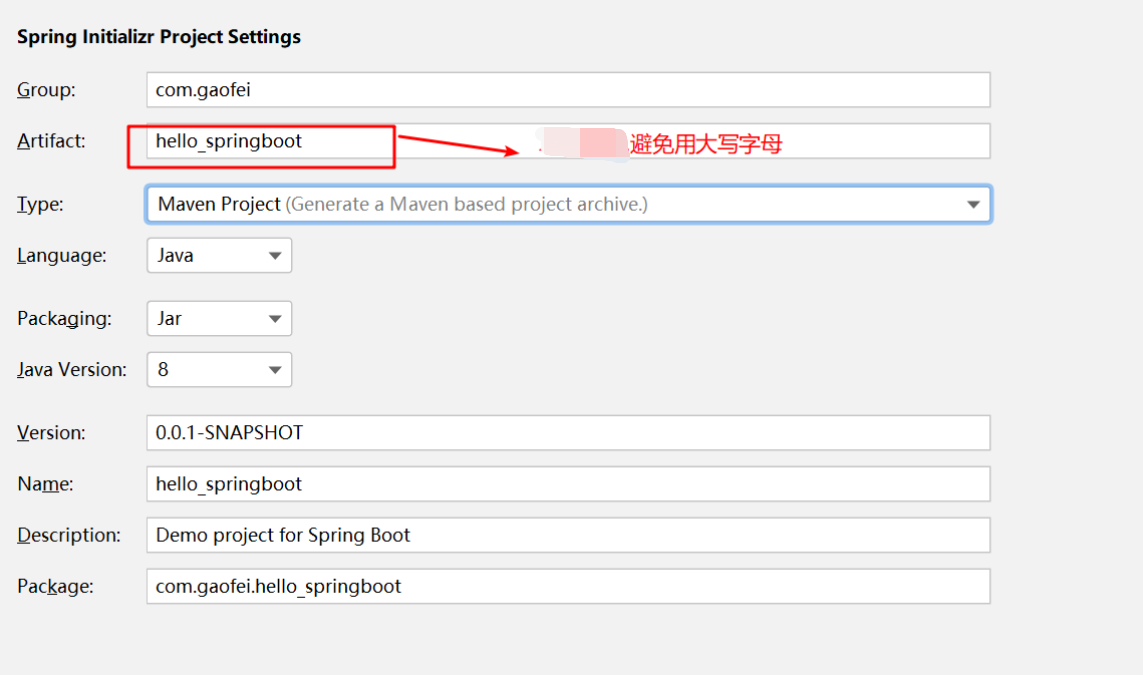 Spring Initializr Project Settings
Group: com.gaofei
Artifact: hello_springboot 避免用大写字母
Type: Maven Project (Generate a Maven based project archive.)
Language: Java
Packaging: Jar
Java Version: 8
Version: 0.0.1-SNAPSHOT
Name: hello_springboot
Description: Demo project for Spring Boot
Package: com.gaofei.hello_springboot